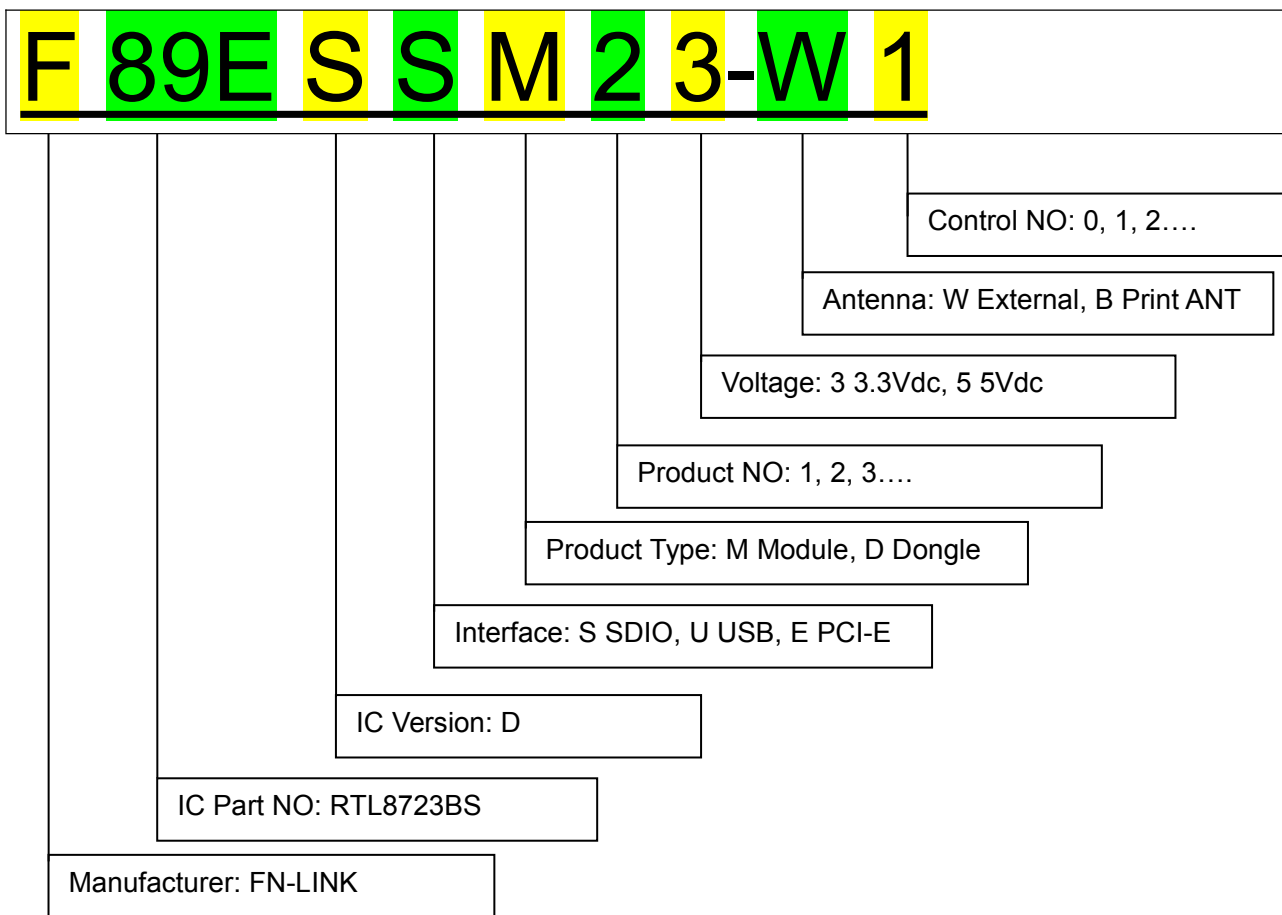 F 89E S S M 2 3-W 1
Control NO: 0, 1, 2….
Antenna: W External, B Print ANT
Voltage: 3 3.3Vdc, 5 5Vdc
Product NO: 1, 2, 3….
Product Type: M Module, D Dongle
Interface: S SDIO, U USB, E PCI-E
IC Version: D
IC Part NO: RTL8723BS
Manufacturer: FN-LINK